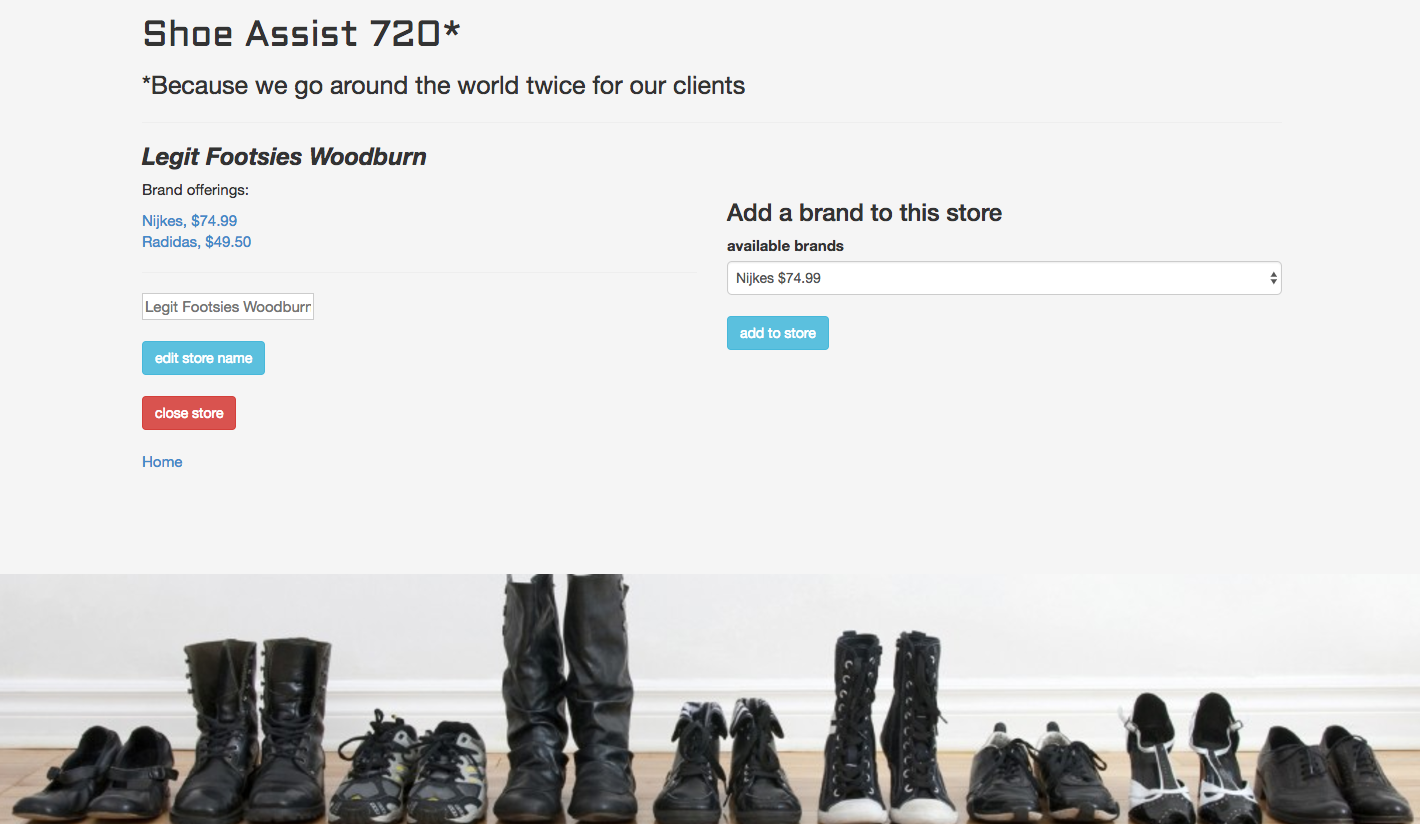 Shoe Assist 720*
*Because we go around the world twice for our clients
Legit Footsies Woodburn
Brand offerings:
Nijkes, $74.99
Radidas, $49.50
Legit Footsies Woodburn
edit store name
close store
Home
Add a brand to this store
available brands
Nijkes $74.99
add to store